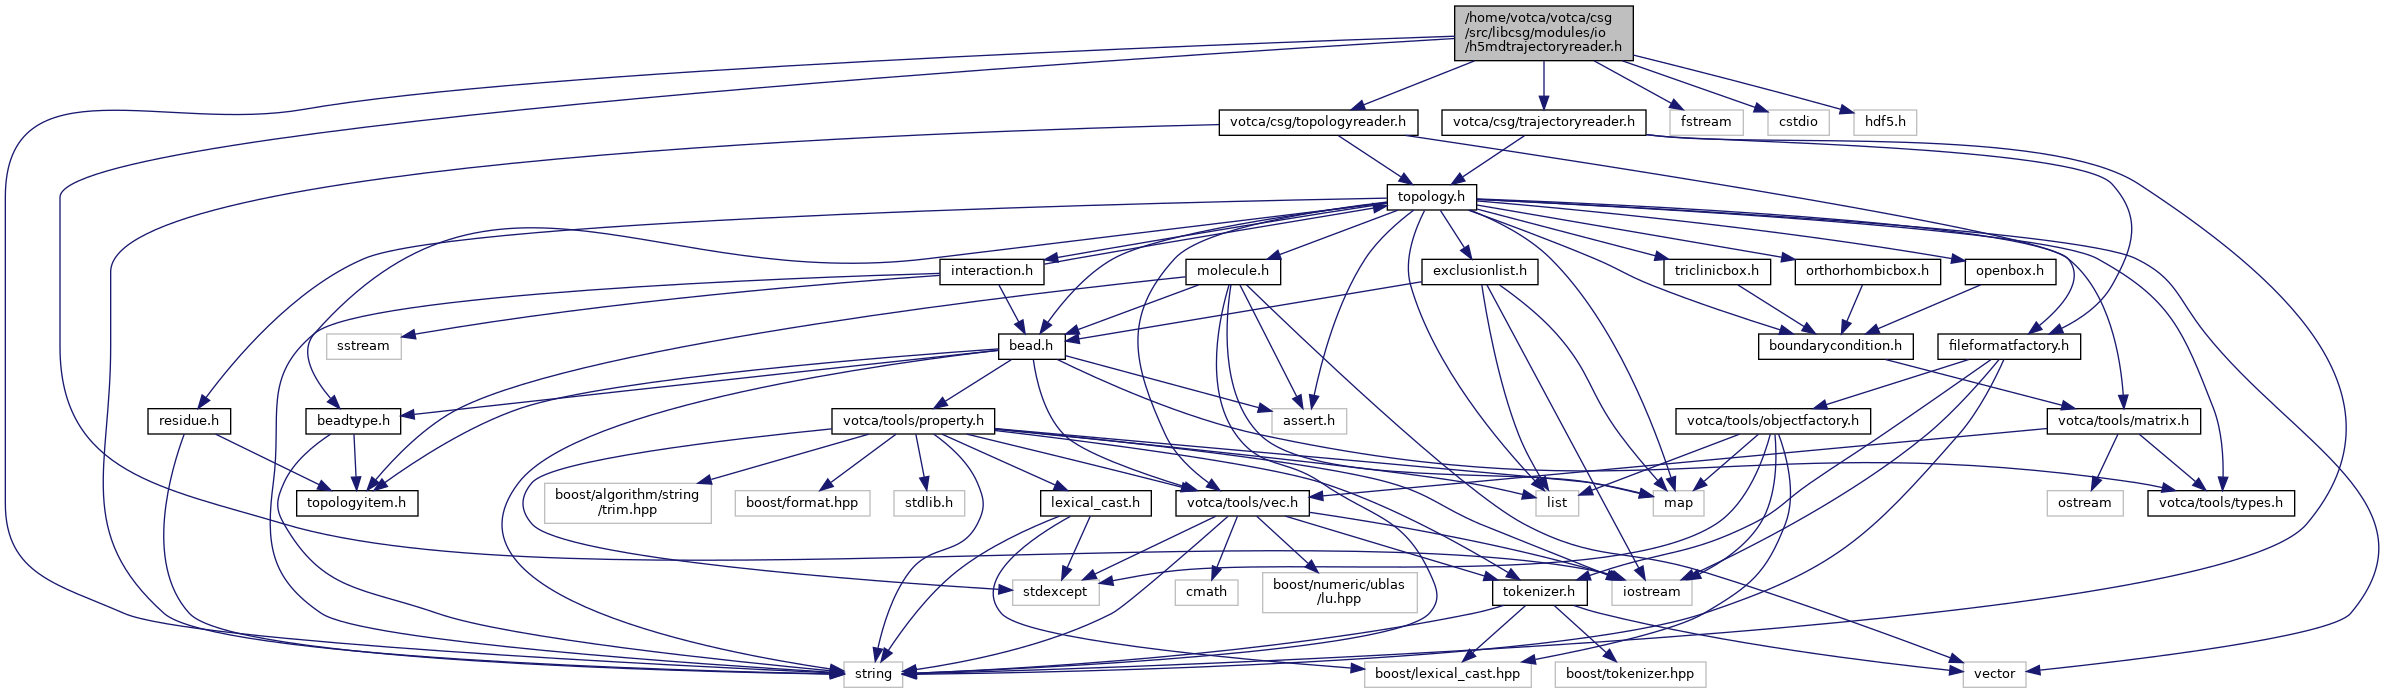 /home/votca/votca/csg
/src/libcsg/modules/io
/h5mdtrajectoryreader.h
votca/csg/topologyreader.h
votca/csg/trajectoryreader.h
fstream
cstdio
hdf5.h
topology.h
interaction.h
molecule.h
exclusionlist.h
triclinicbox.h
orthorhombicbox.h
openbox.h
sstream
bead.h
boundarycondition.h
fileformatfactory.h
residue.h
beadtype.h
votca/tools/property.h
assert.h
votca/tools/objectfactory.h
votca/tools/matrix.h
topologyitem.h
boost/algorithm/string
/trim.hpp
boost/format.hpp
stdlib.h
lexical_cast.h
votca/tools/vec.h
list
map
ostream
votca/tools/types.h
stdexcept
cmath
boost/numeric/ublas
/lu.hpp
tokenizer.h
iostream
string
boost/lexical_cast.hpp
boost/tokenizer.hpp
vector